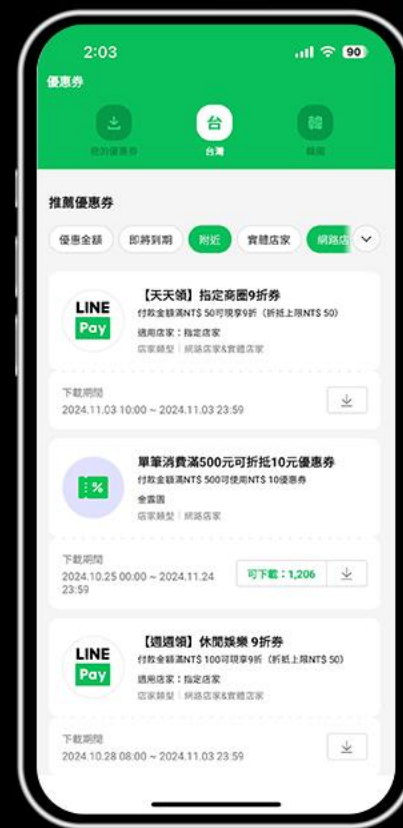 2:03
90
優惠券
台
韓
我的優惠券
台灣
韓國
推薦優惠券
優惠金額
即將到期
附近
實體店家
網路店
LINE
Pay
【天天領】指定商圈9折券
付款金額滿NT$ 50可現享9折（折抵上限NT$ 50）
適用店家：指定店家
店家類型｜網路店家&實體店家
下載期間
2024.11.03 10:00 ~ 2024.11.03 23:59
%
單筆消費滿500元可折抵10元優惠券
付款金額滿NT$ 500可使用NT$ 10優惠券
店家類型｜網路店家
下載期間
2024.10.25 00:00 ~ 2024.11.24
23:59
可下載：1,206
LINE
Pay
【週週領】休閒娛樂 9折券
付款金額滿NT$ 100可現享9折（折抵上限NT$ 50）
適用店家：指定店家
店家類型｜網路店家&實體店家
下載期間
2024.10.28 08:00 ~ 2024.11.03 23:59